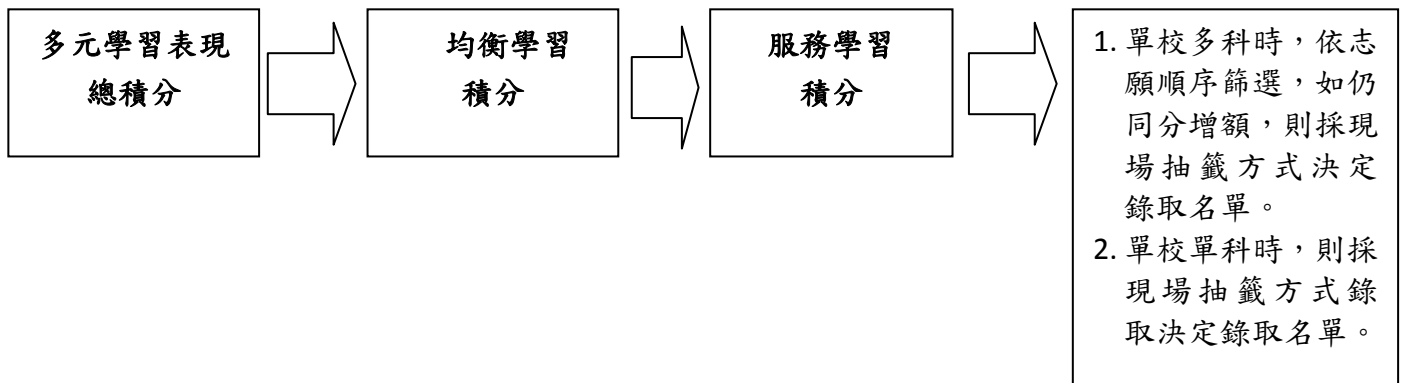 多元學習表現
總積分
均衡學習
積分
服務學習
積分
1. 單校多科時，依志
願順序篩選，如仍
同分增額，則採現
場抽籤方式決定
錄取名單。
2. 單校單科時，則採
現場抽籤方式錄
取決定錄取名單。